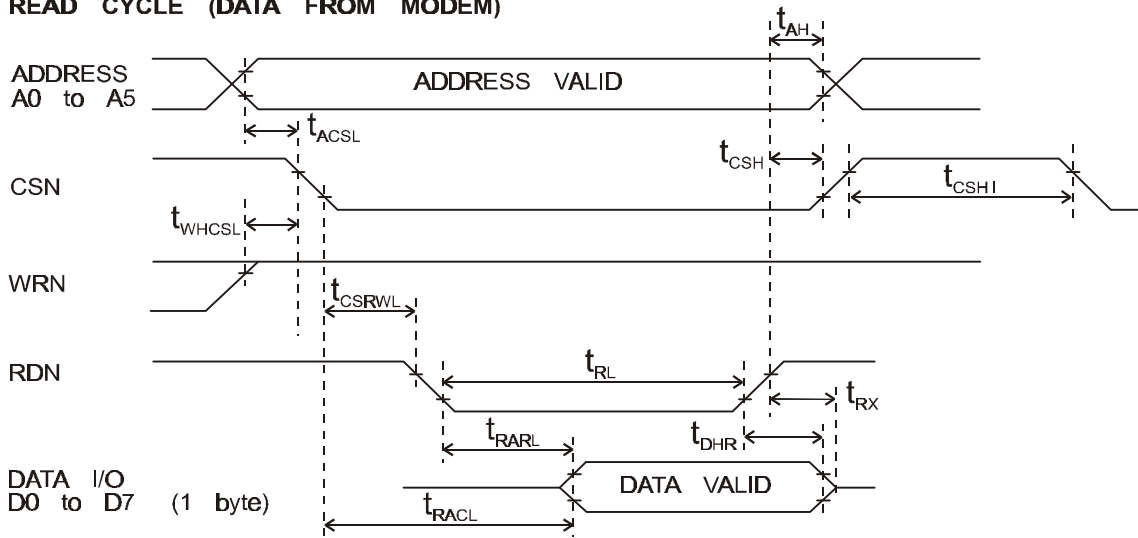 READ CYCLE (DATA FROM MODEM)
tAH
ADDRESS
A0 to A5
ADDRESS VALID
tACSL
tCSH
CSN
tCSHI
tWHCSL
WRN
tCSRWL
RDN
tRL
tRX
tRARL
tDHR
DATA I/O
D0 to D7 (1 byte)
DATA VALID
tRACL